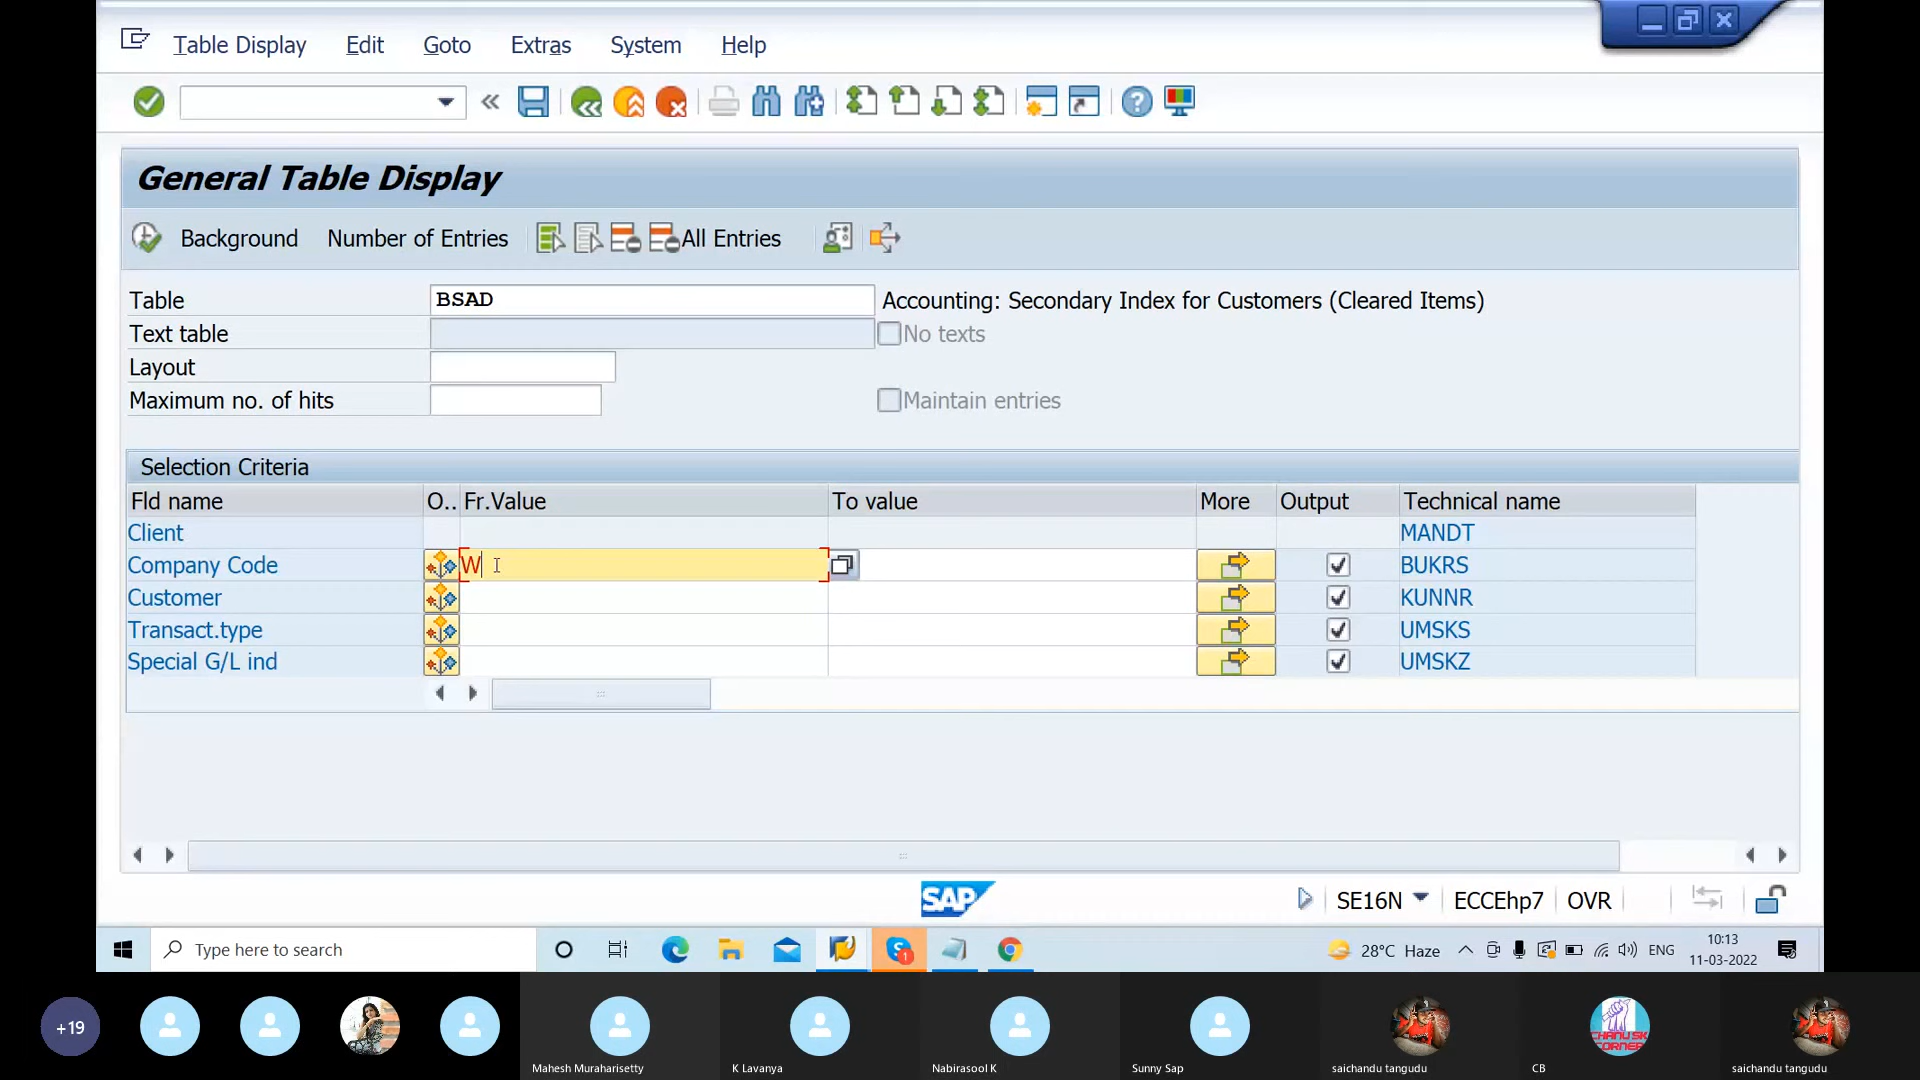 Table Display Edit Goto Extras System Help
General Table Display
Background Number of Entries All Entries
Table BSAD Accounting: Secondary Index for Customers (Cleared Items)
Text table No texts
Layout
Maximum no. of hits Maintain entries
Selection Criteria
Fld name O.. Fr.Value To value More Output Technical name
Client MANDT
Company Code W BUKRS
Customer KUNNR
Transact.type UMSKS
Special G/L ind UMSKZ
SAP SE16N ECCEhp7 OVR
Type here to search 1 28°C Haze ENG 10:13
11-03-2022
+19
CHANU SK
CORNER
Mahesh Muraharisetty K Lavanya Nabirasool K Sunny Sap saichandu tangudu CB saichandu tangudu